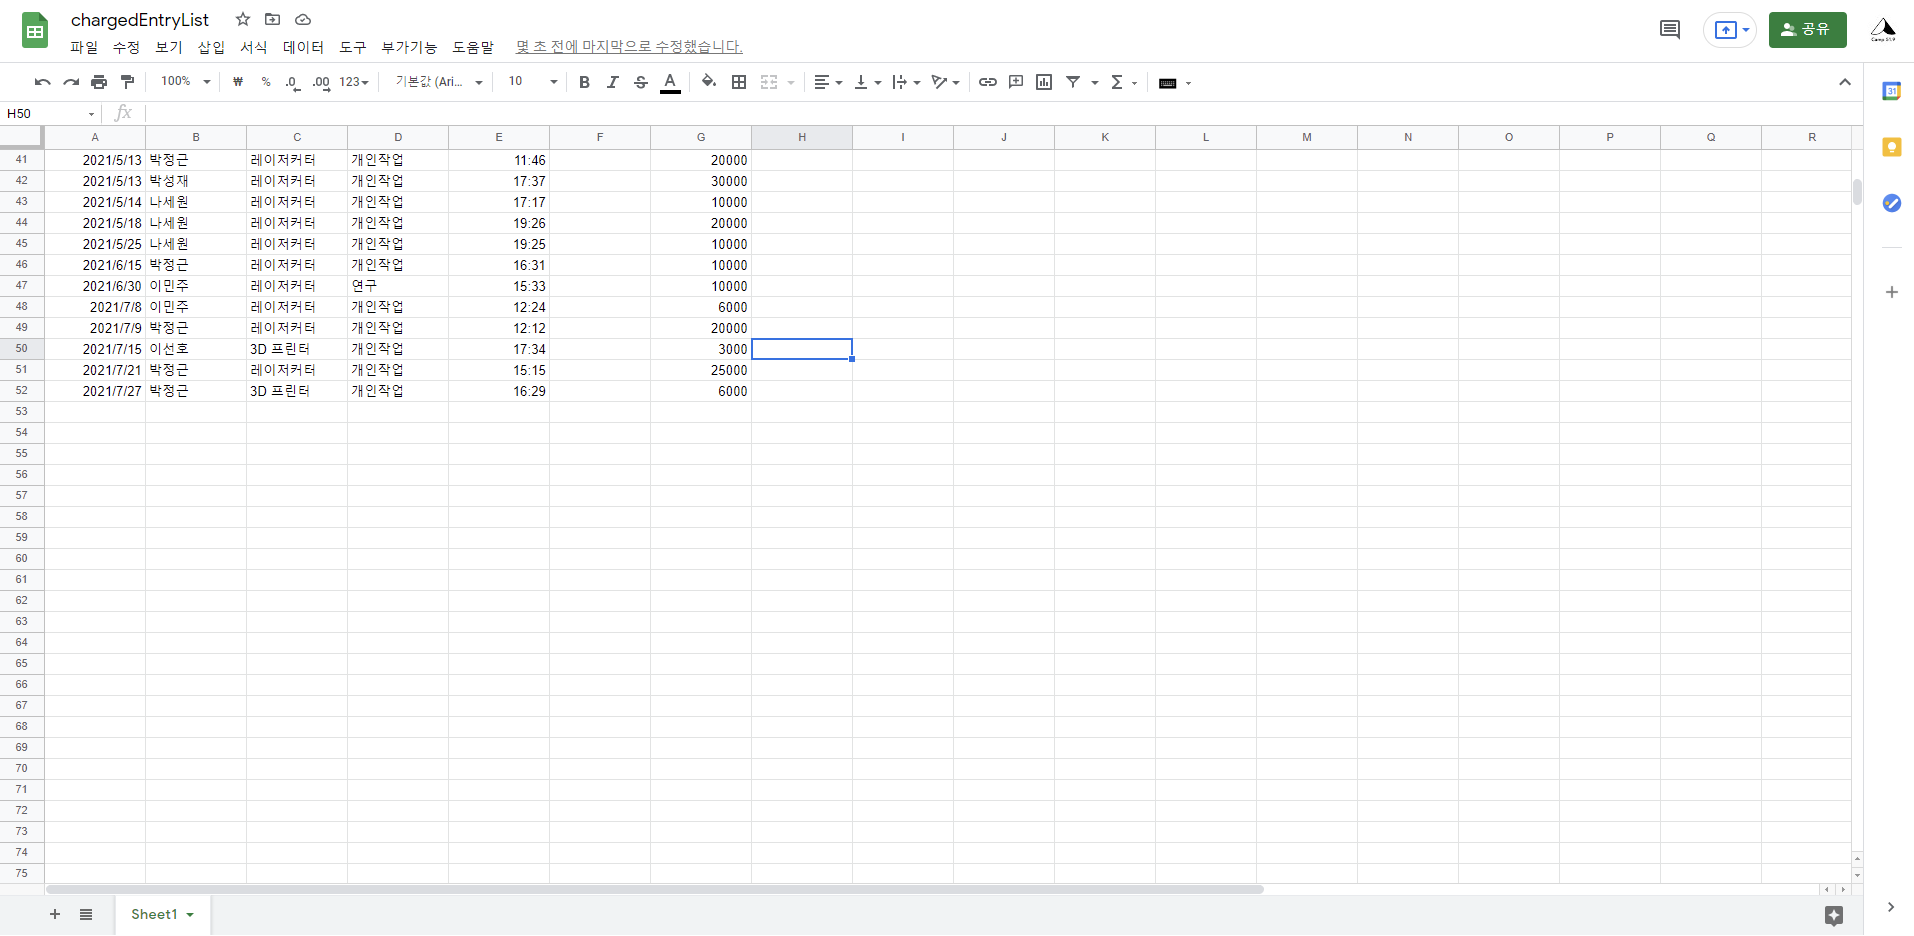 chargedEntryList
파일 수정 보기 삽입 서식 데이터 도구 부가기능 도움말 몇 초 전에 마지막으로 수정했습니다.
공유
100% ₩ % .0 .00 123 기본값 (Ari... 10 B I S A
H50 fx
A B C D E F G H I J K L M N O P Q R
41 2021/5/13 박정근 레이저커터 개인작업 11:46 20000
42 2021/5/13 박성재 레이저커터 개인작업 17:37 30000
43 2021/5/14 나세원 레이저커터 개인작업 17:17 10000
44 2021/5/18 나세원 레이저커터 개인작업 19:26 20000
45 2021/5/25 나세원 레이저커터 개인작업 19:25 10000
46 2021/6/15 박정근 레이저커터 개인작업 16:31 10000
47 2021/6/30 이민주 레이저커터 연구 15:33 10000
48 2021/7/8 이민주 레이저커터 개인작업 12:24 6000
49 2021/7/9 박정근 레이저커터 개인작업 12:12 20000
50 2021/7/15 이선호 3D 프린터 개인작업 17:34 3000
51 2021/7/21 박정근 레이저커터 개인작업 15:15 25000
52 2021/7/27 박정근 3D 프린터 개인작업 16:29 6000
53
54
55
56
57
58
59
60
61
62
63
64
65
66
67
68
69
70
71
72
73
74
75
Sheet1
31